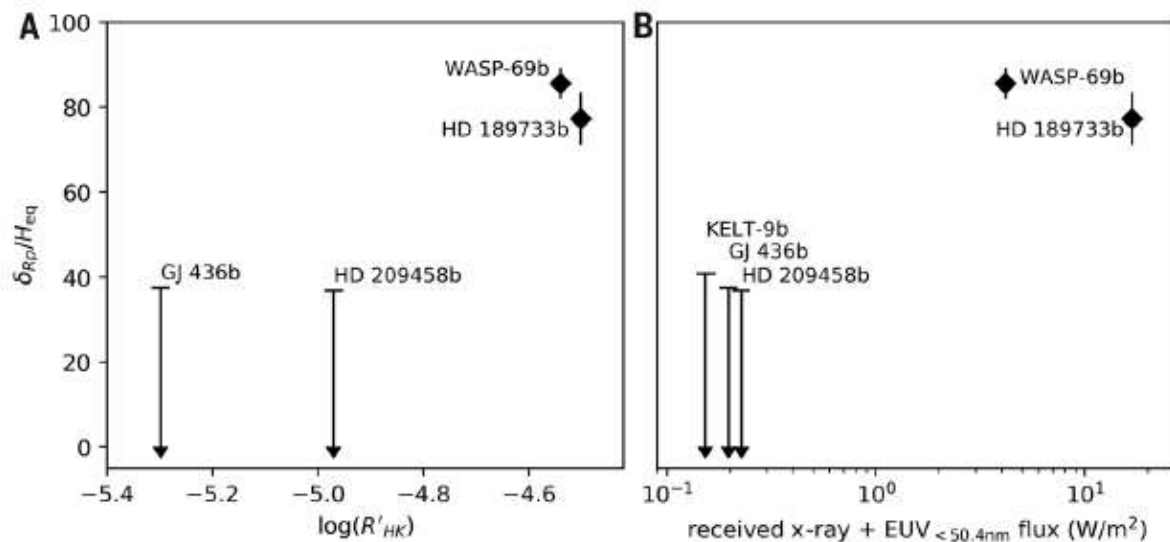 A
B
100
80
60
40
20
0
δRp/Heq
WASP-69b
HD 189733b
GJ 436b
HD 209458b
−5.4 −5.2 −5.0 −4.8 −4.6
log(R'HK)
WASP-69b
HD 189733b
KELT-9b
GJ 436b
HD 209458b
10⁻¹ 10⁰ 10¹
received x-ray + EUV<50.4nm flux (W/m²)